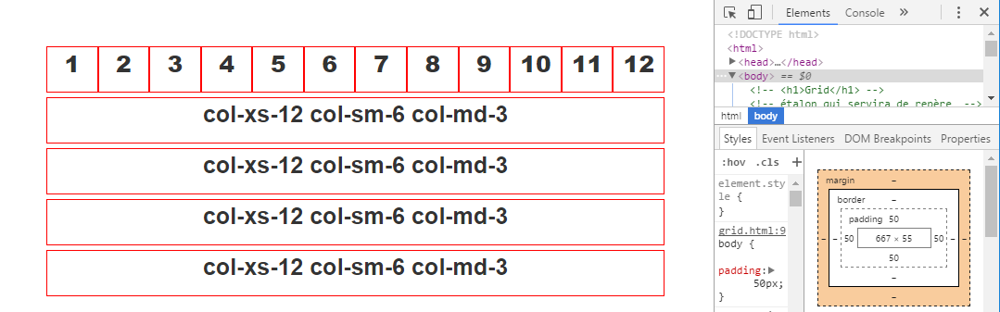 1 2 3 4 5 6 7 8 9 10 11 12
col-xs-12 col-sm-6 col-md-3
col-xs-12 col-sm-6 col-md-3
col-xs-12 col-sm-6 col-md-3
col-xs-12 col-sm-6 col-md-3
Elements Console »
<!DOCTYPE html>
<html>
<head>…</head>
<body> == $0
<!-- <h1>Grid</h1> -->
<!-- étalon qui servira de repère -->
html body
Styles Event Listeners DOM Breakpoints Properties
:hov .cls +
element.sty
le {
}
grid.html:9
body {
padding:
50px;
}
margin –
border –
padding 50
– – 50 667 × 55 50 – –
50
–
–